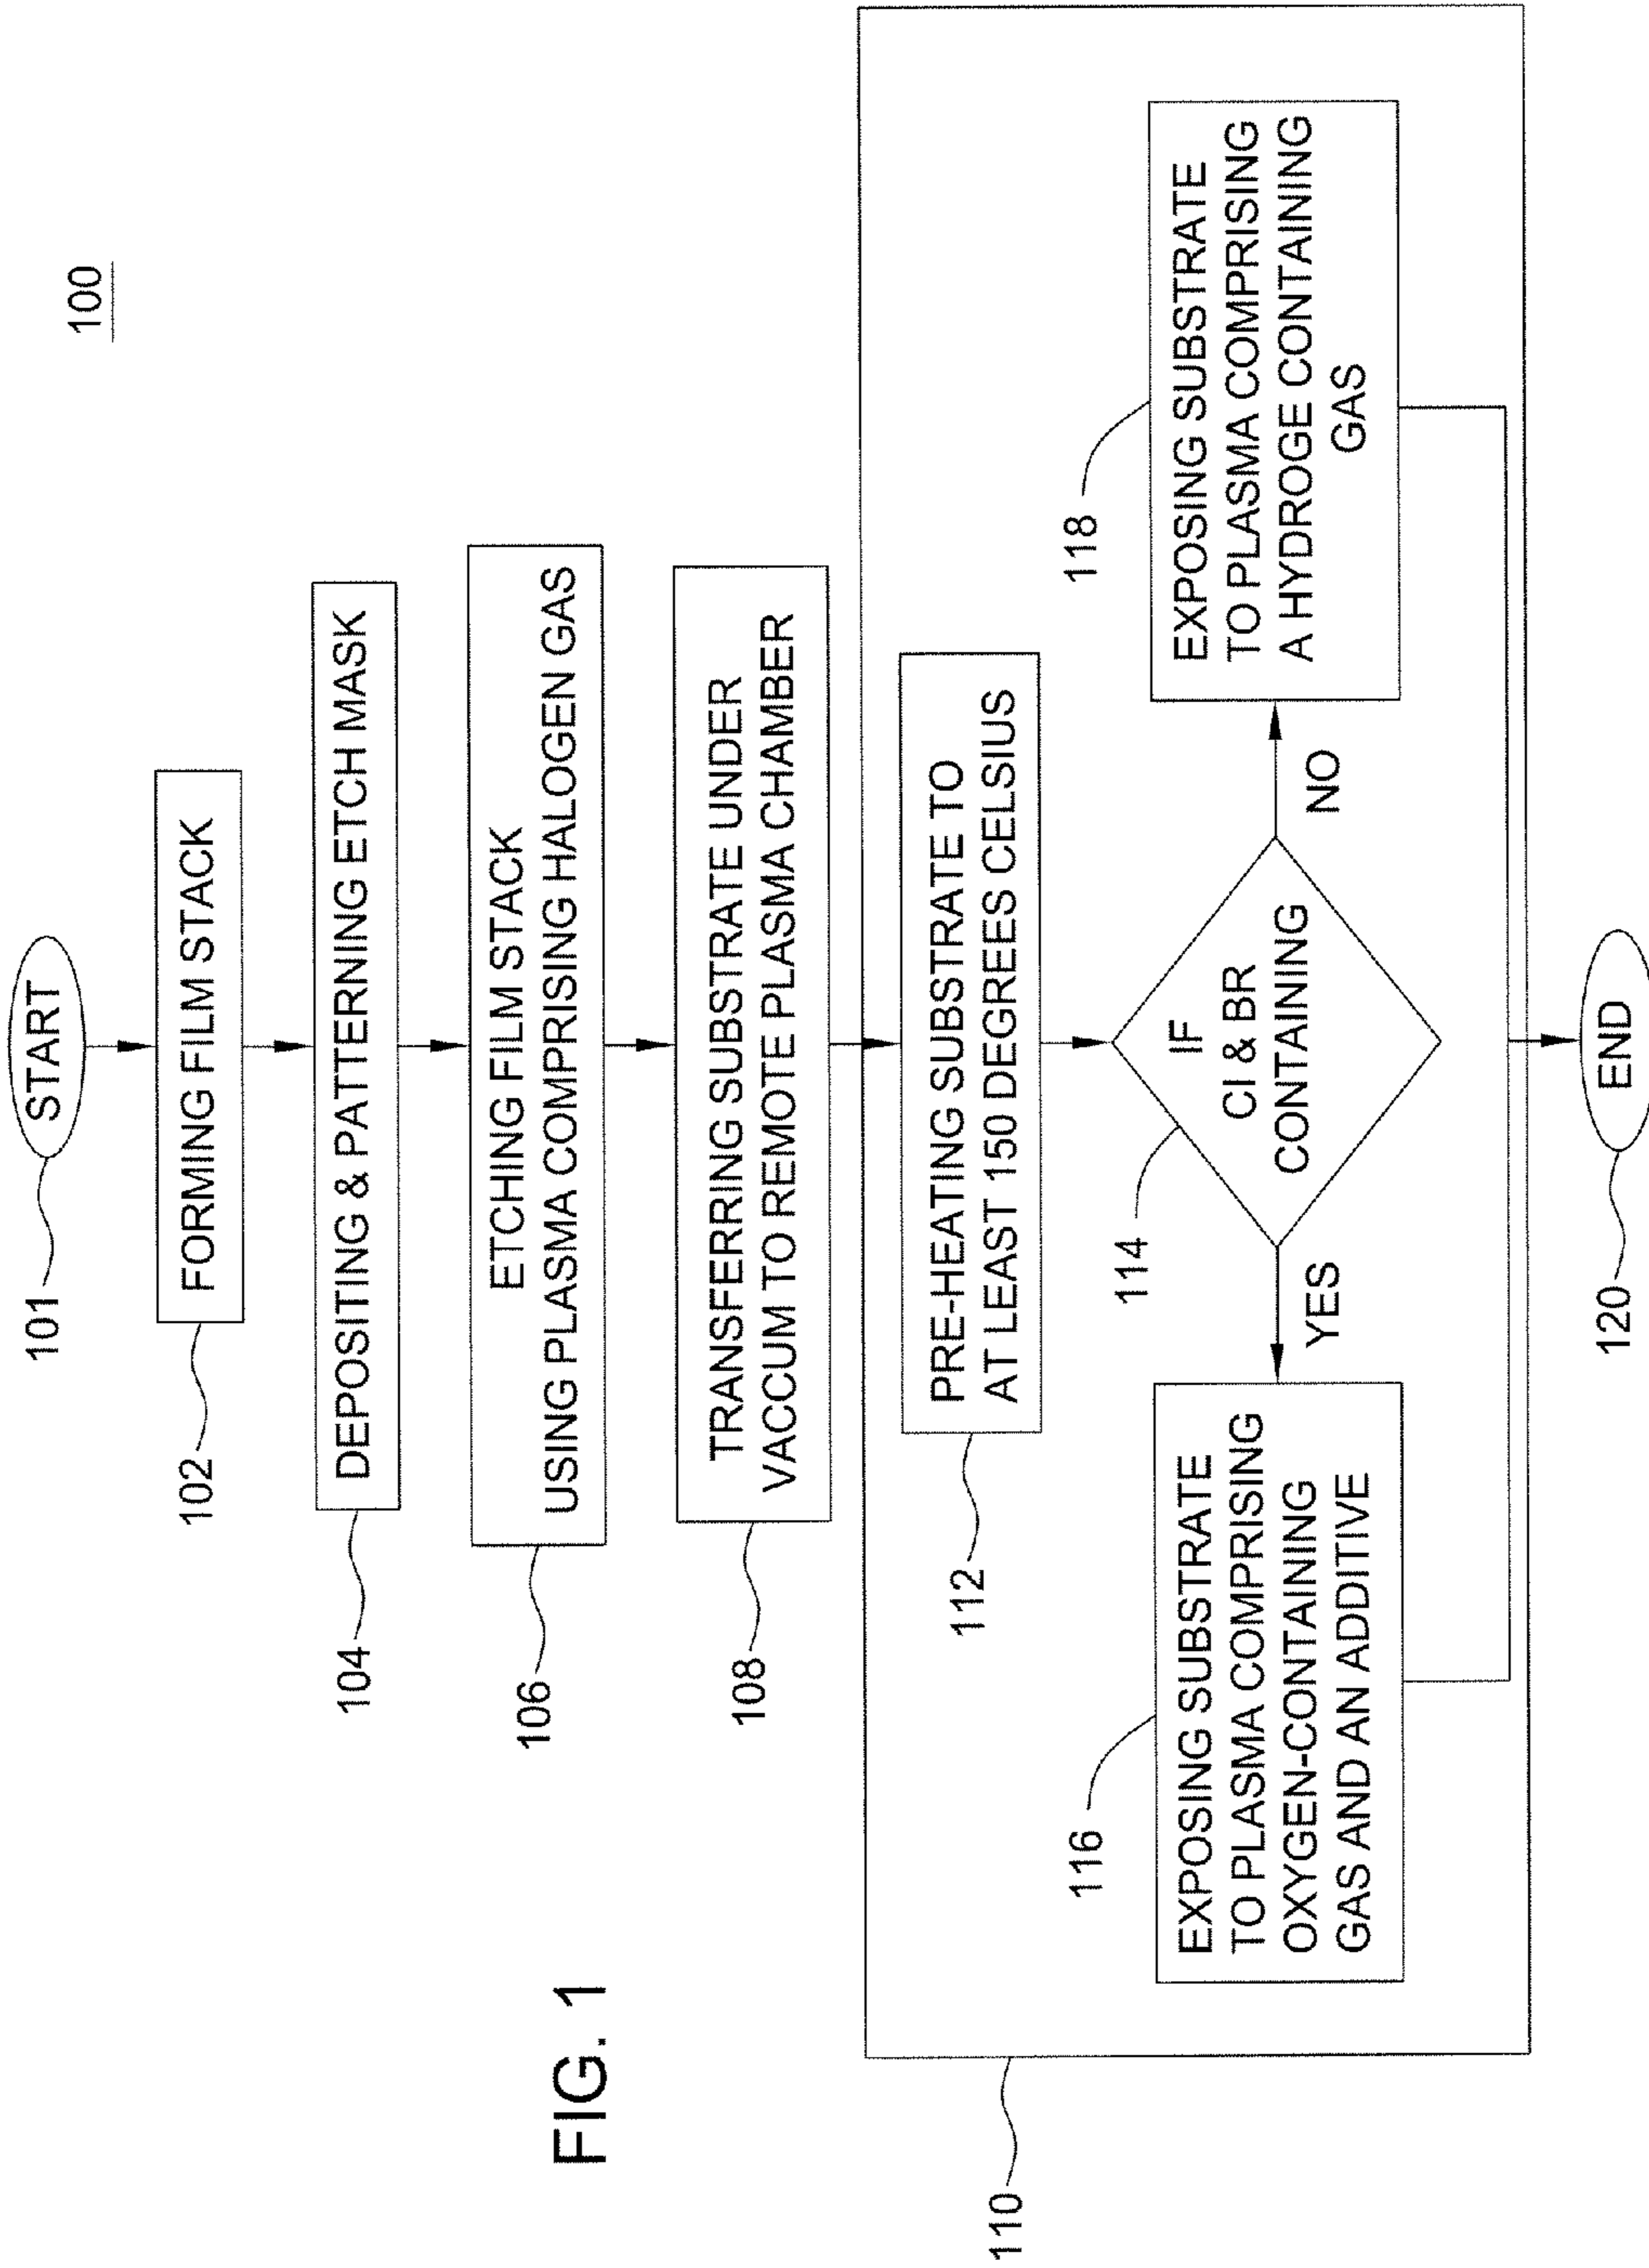 100
START
101
FORMING FILM STACK
102
DEPOSITING & PATTERNING ETCH MASK
104
ETCHING FILM STACK
USING PLASMA COMPRISING HALOGEN GAS
106
TRANSFERRING SUBSTRATE UNDER
VACCUM TO REMOTE PLASMA CHAMBER
108
PRE-HEATING SUBSTRATE TO
AT LEAST 150 DEGREES CELSIUS
112
IF
CI & BR
CONTAINING
114
YES
NO
EXPOSING SUBSTRATE
TO PLASMA COMPRISING
OXYGEN-CONTAINING
GAS AND AN ADDITIVE
116
EXPOSING SUBSTRATE
TO PLASMA COMPRISING
A HYDROGE CONTAINING
GAS
118
110
END
120
FIG. 1